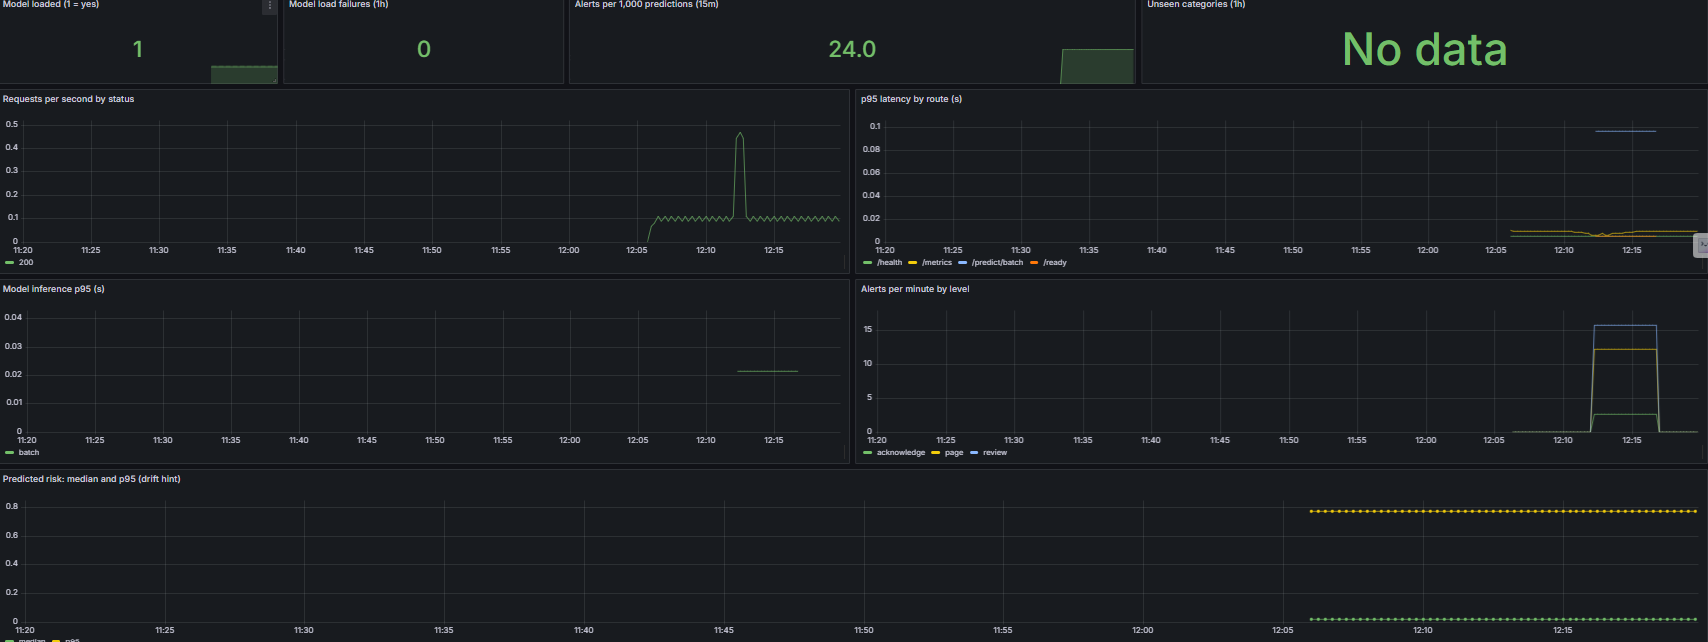 Model loaded (1 = yes)
Model load failures (1h)
Alerts per 1,000 predictions (15m)
Unseen categories (1h)
1
0
24.0
No data
Requests per second by status
0.5
0.4
0.3
0.2
0.1
0
11:20 11:25 11:30 11:35 11:40 11:45 11:50 11:55 12:00 12:05 12:10 12:15
200
p95 latency by route (s)
0.1
0.08
0.06
0.04
0.02
0
11:20 11:25 11:30 11:35 11:40 11:45 11:50 11:55 12:00 12:05 12:10 12:15
/health /metrics /predict/batch /ready
Model inference p95 (s)
0.04
0.03
0.02
0.01
0
11:20 11:25 11:30 11:35 11:40 11:45 11:50 11:55 12:00 12:05 12:10 12:15
batch
Alerts per minute by level
15
10
5
0
11:20 11:25 11:30 11:35 11:40 11:45 11:50 11:55 12:00 12:05 12:10 12:15
acknowledge page review
Predicted risk: median and p95 (drift hint)
0.8
0.6
0.4
0.2
0
11:20 11:25 11:30 11:35 11:40 11:45 11:50 11:55 12:00 12:05 12:10 12:15
median p95